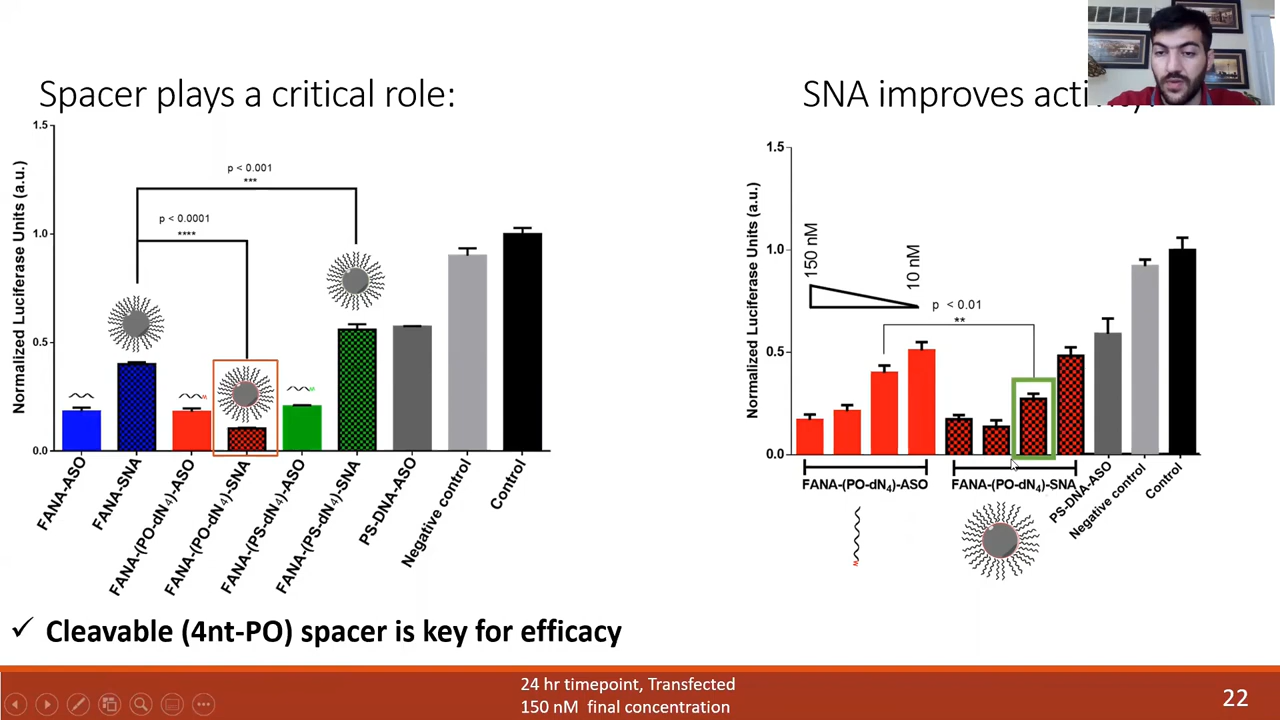 Spacer plays a critical role:
1.5
1.0
0.5
0.0
Normalized Luciferase Units (a.u.)
p < 0.001
***
p < 0.0001
****
FANA-ASO
FANA-SNA
FANA-(PO-dN₄)-ASO
FANA-(PO-dN₄)-SNA
FANA-(PS-dN₄)-ASO
FANA-(PS-dN₄)-SNA
PS-DNA-ASO
Negative control
Control
SNA improves
1.5
1.0
0.5
0.0
Normalized Luciferase Units (a.u.)
150 nM
10 nM
p < 0.01
**
FANA-(PO-dN₄)-ASO
FANA-(PO-dN₄)-SNA
PS-DNA-ASO
Negative control
Control
✓ Cleavable (4nt-PO) spacer is key for efficacy
24 hr timepoint, Transfected
150 nM final concentration
22